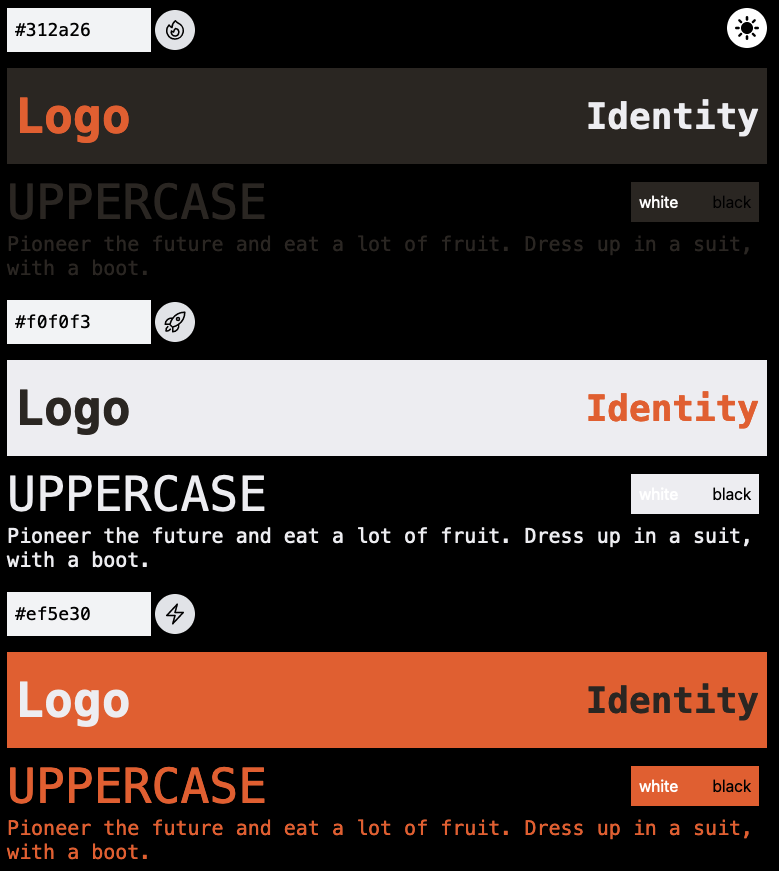 #312a26
Logo
Identity
UPPERCASE
white
black
Pioneer the future and eat a lot of fruit. Dress up in a suit,
with a boot.
#f0f0f3
Logo
Identity
UPPERCASE
white
black
Pioneer the future and eat a lot of fruit. Dress up in a suit,
with a boot.
#ef5e30
Logo
Identity
UPPERCASE
white
black
Pioneer the future and eat a lot of fruit. Dress up in a suit,
with a boot.